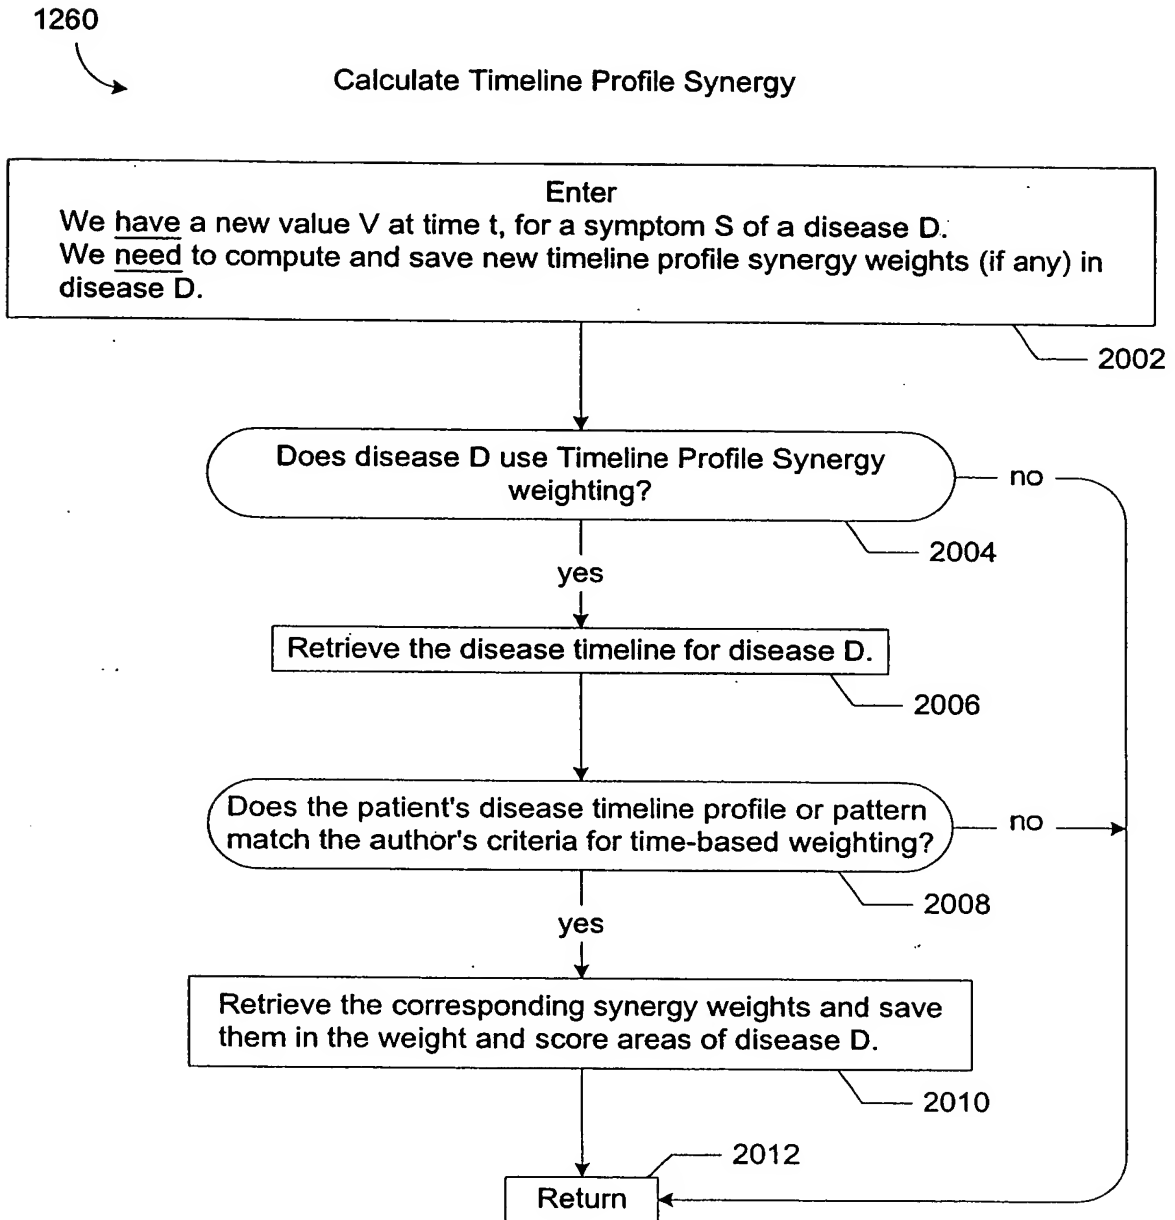 1260
Calculate Timeline Profile Synergy
Enter
We have a new value V at time t, for a symptom S of a disease D.
We need to compute and save new timeline profile synergy weights (if any) in
disease D.
2002
Does disease D use Timeline Profile Synergy
weighting?
no
2004
yes
Retrieve the disease timeline for disease D.
2006
Does the patient's disease timeline profile or pattern
match the author's criteria for time-based weighting?
no
2008
yes
Retrieve the corresponding synergy weights and save
them in the weight and score areas of disease D.
2010
2012
Return